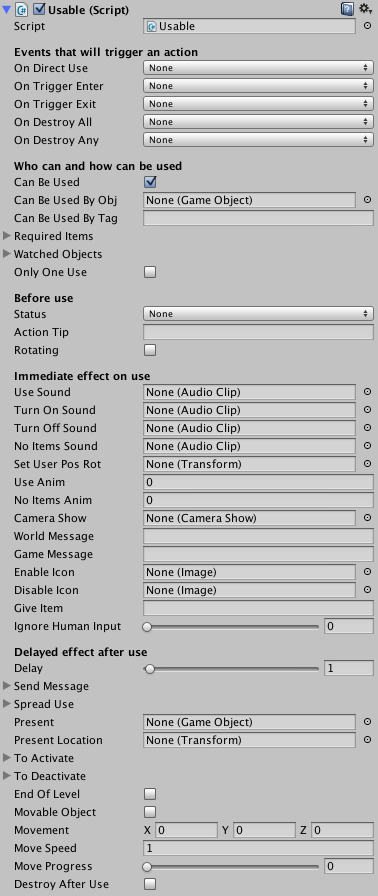 Usable (Script)
Script Usable
Events that will trigger an action
On Direct Use None
On Trigger Enter None
On Trigger Exit None
On Destroy All None
On Destroy Any None
Who can and how can be used
Can Be Used
Can Be Used By Obj None (Game Object)
Can Be Used By Tag
Required Items
Watched Objects
Only One Use
Before use
Status None
Action Tip
Rotating
Immediate effect on use
Use Sound None (Audio Clip)
Turn On Sound None (Audio Clip)
Turn Off Sound None (Audio Clip)
No Items Sound None (Audio Clip)
Set User Pos Rot None (Transform)
Use Anim 0
No Items Anim 0
Camera Show None (Camera Show)
World Message
Game Message
Enable Icon None (Image)
Disable Icon None (Image)
Give Item
Ignore Human Input 0
Delayed effect after use
Delay 1
Send Message
Spread Use
Present None (Game Object)
Present Location None (Transform)
To Activate
To Deactivate
End Of Level
Movable Object
Movement X 0 Y 0 Z 0
Move Speed 1
Move Progress 0
Destroy After Use